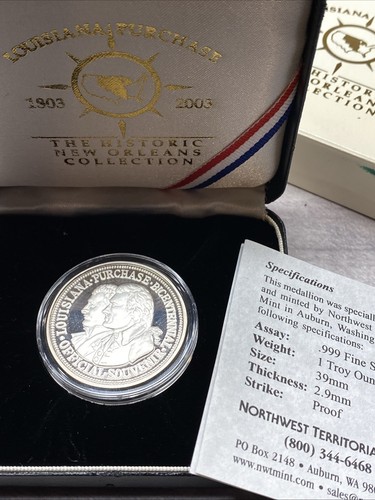 LOUISIANA PURCHASE
1803 2003
THE HISTORIC
NEW ORLEANS
COLLECTION
HISTORIC
ORLEANS
COLLECTION
LOUISIANA·PURCHASE·BICENTENNIAL
·OFFICIAL·SOUVENIR·
Specifications
This medallion was special
and minted by Northwest
Mint in Auburn, Washing
following specifications:
Assay: .999 Fine S
Weight: 1 Troy Oun
Size: 39mm
Thickness: 2.9mm
Strike: Proof
NORTHWEST TERRITORIA
(800) 344-6468
PO Box 2148 • Auburn, WA 980
www.nwtmint.com • sales@